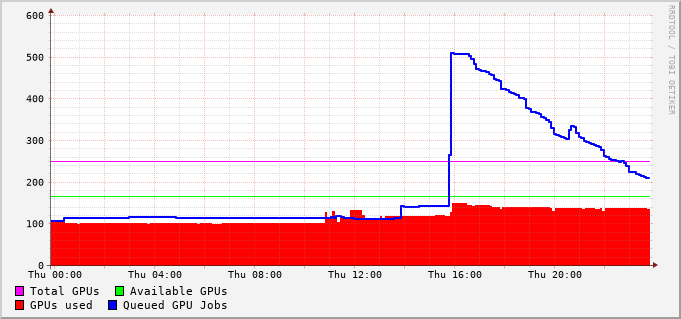 600
500
400
300
200
100
0
Thu 00:00 Thu 04:00 Thu 08:00 Thu 12:00 Thu 16:00 Thu 20:00
Total GPUs Available GPUs
GPUs used Queued GPU Jobs
RRDTOOL / TOBI OETIKER